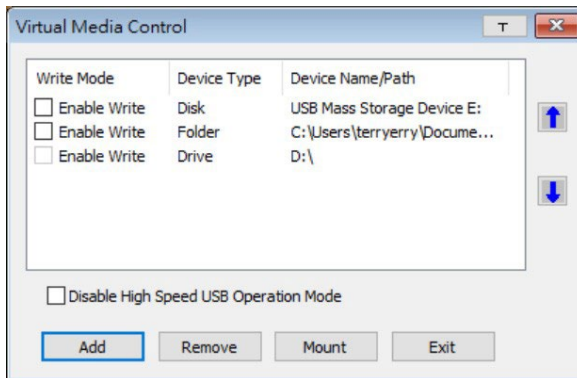 Virtual Media Control
Write Mode Device Type Device Name/Path
Enable Write Disk USB Mass Storage Device E:
Enable Write Folder C:\Users\terryerry\Docume...
Enable Write Drive D:\
Disable High Speed USB Operation Mode
Add Remove Mount Exit